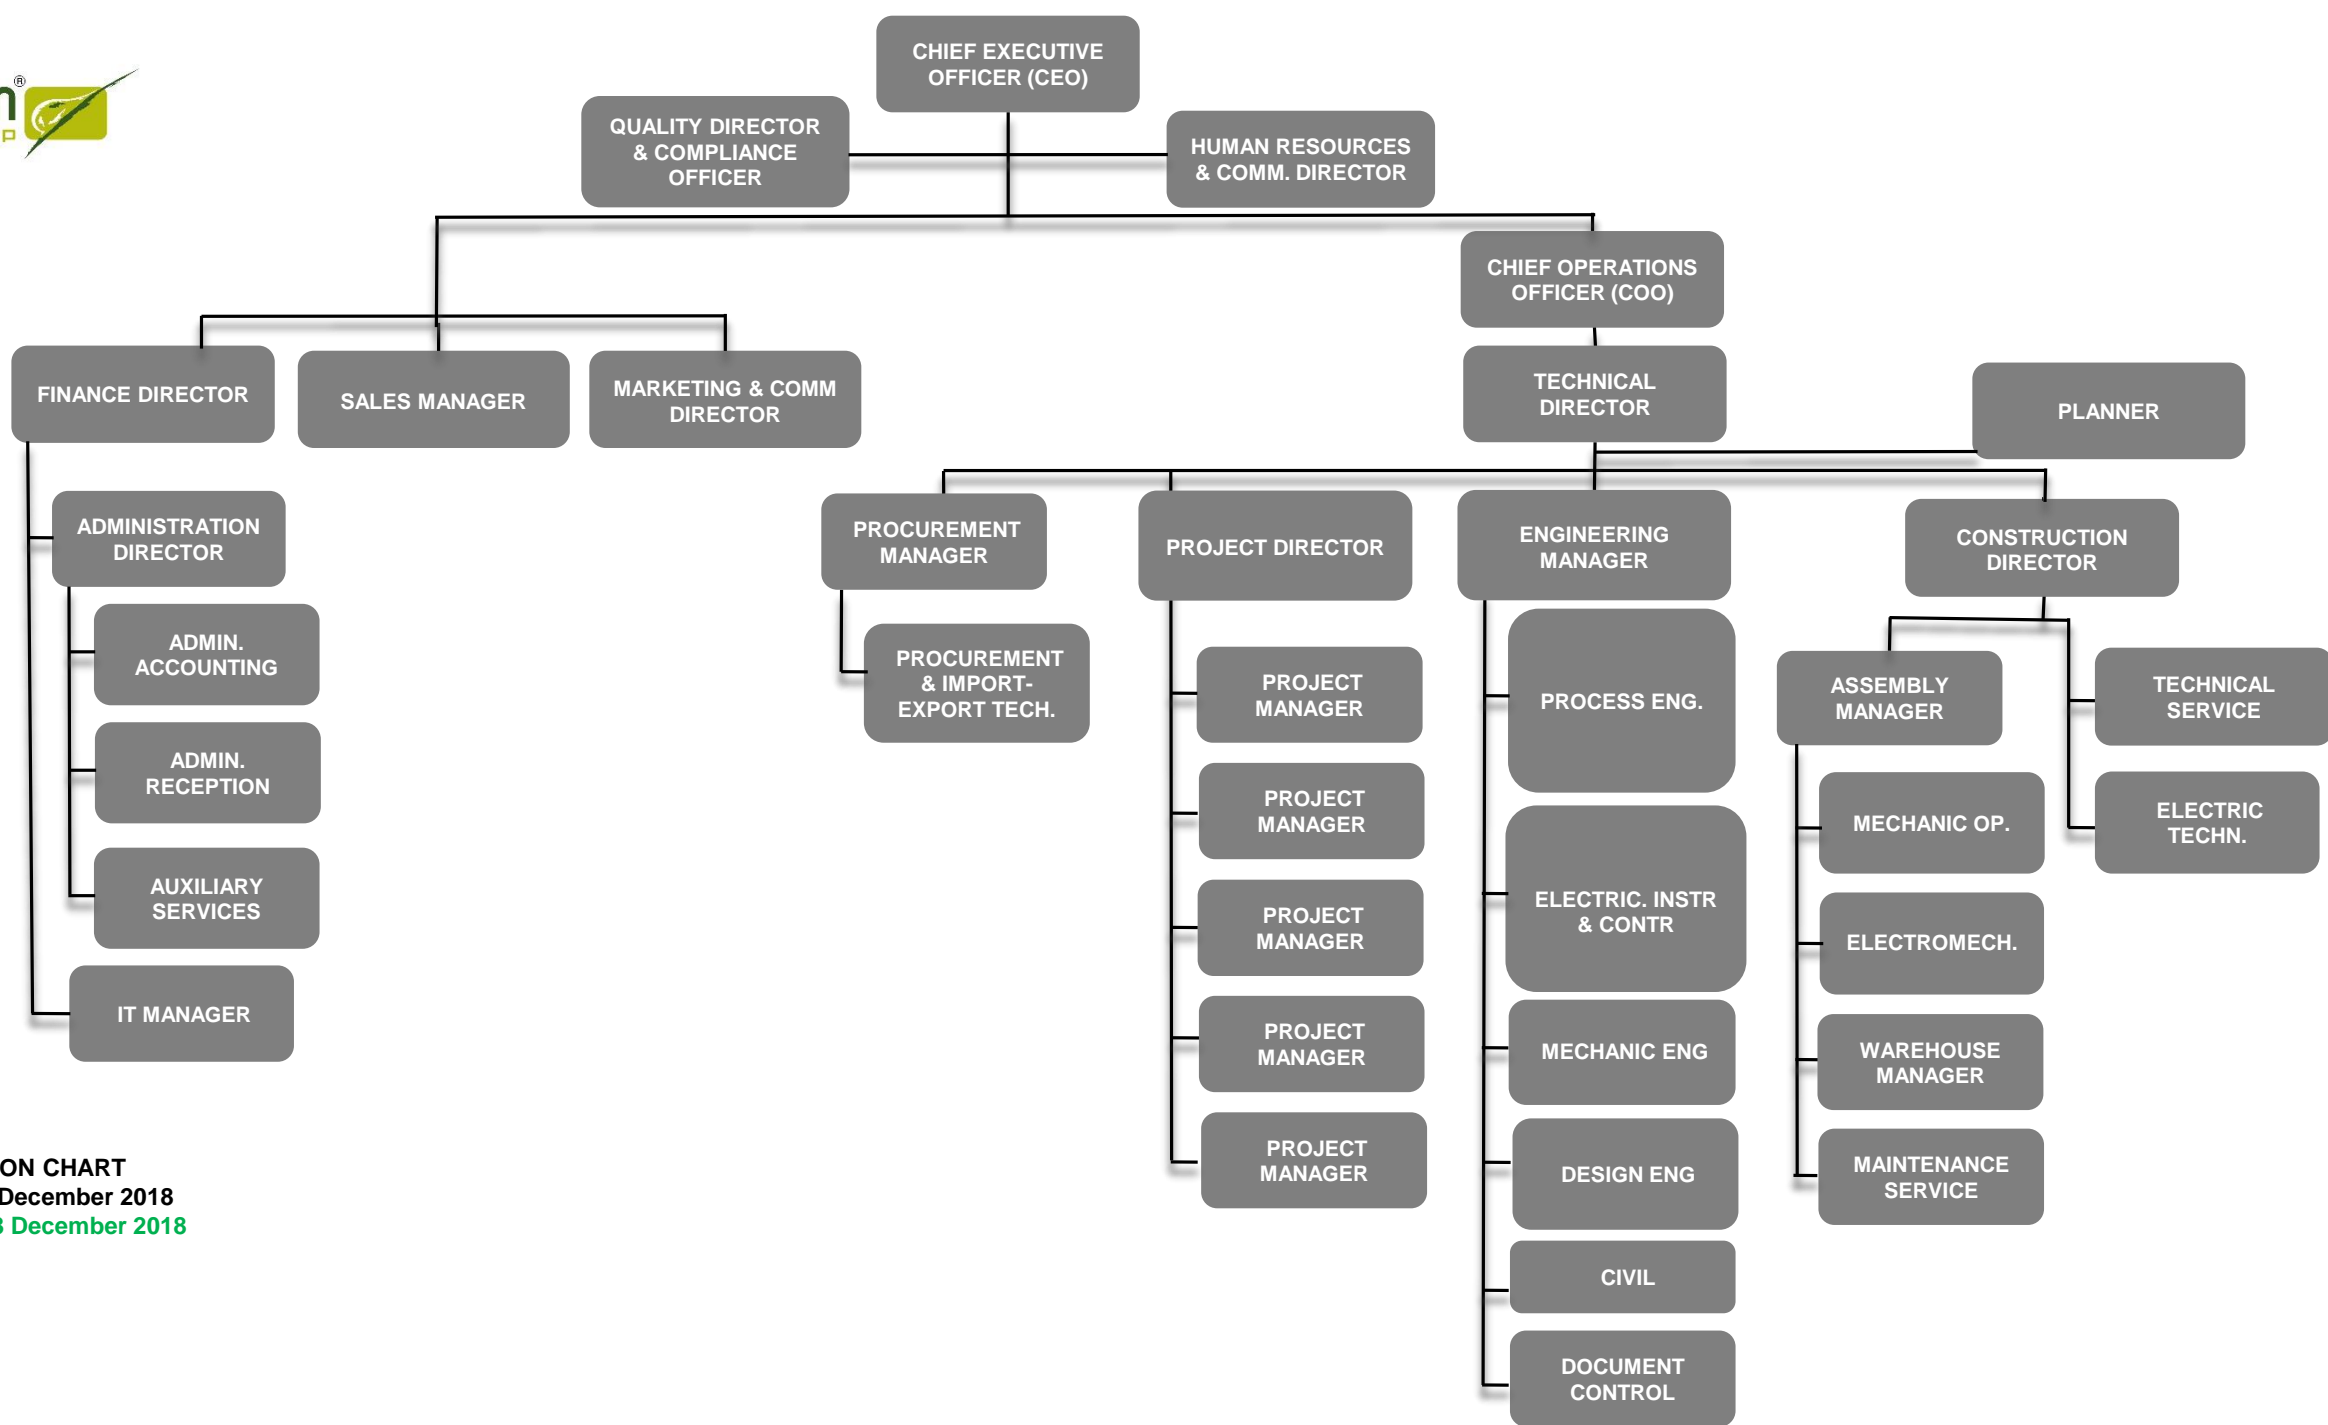 CHIEF EXECUTIVE
OFFICER (CEO)
QUALITY DIRECTOR
& COMPLIANCE
OFFICER
HUMAN RESOURCES
& COMM. DIRECTOR
CHIEF OPERATIONS
OFFICER (COO)
FINANCE DIRECTOR
SALES MANAGER
MARKETING & COMM
DIRECTOR
TECHNICAL
DIRECTOR
PLANNER
ADMINISTRATION
DIRECTOR
ADMIN.
ACCOUNTING
ADMIN.
RECEPTION
AUXILIARY
SERVICES
IT MANAGER
PROCUREMENT
MANAGER
PROCUREMENT
& IMPORT-
EXPORT TECH.
PROJECT DIRECTOR
PROJECT
MANAGER
PROJECT
MANAGER
PROJECT
MANAGER
PROJECT
MANAGER
PROJECT
MANAGER
ENGINEERING
MANAGER
PROCESS ENG.
ELECTRIC. INSTR
& CONTR
MECHANIC ENG
DESIGN ENG
CIVIL
DOCUMENT
CONTROL
CONSTRUCTION
DIRECTOR
ASSEMBLY
MANAGER
MECHANIC OP.
ELECTROMECH.
WAREHOUSE
MANAGER
MAINTENANCE
SERVICE
TECHNICAL
SERVICE
ELECTRIC
TECHN.
ON CHART
December 2018
December 2018